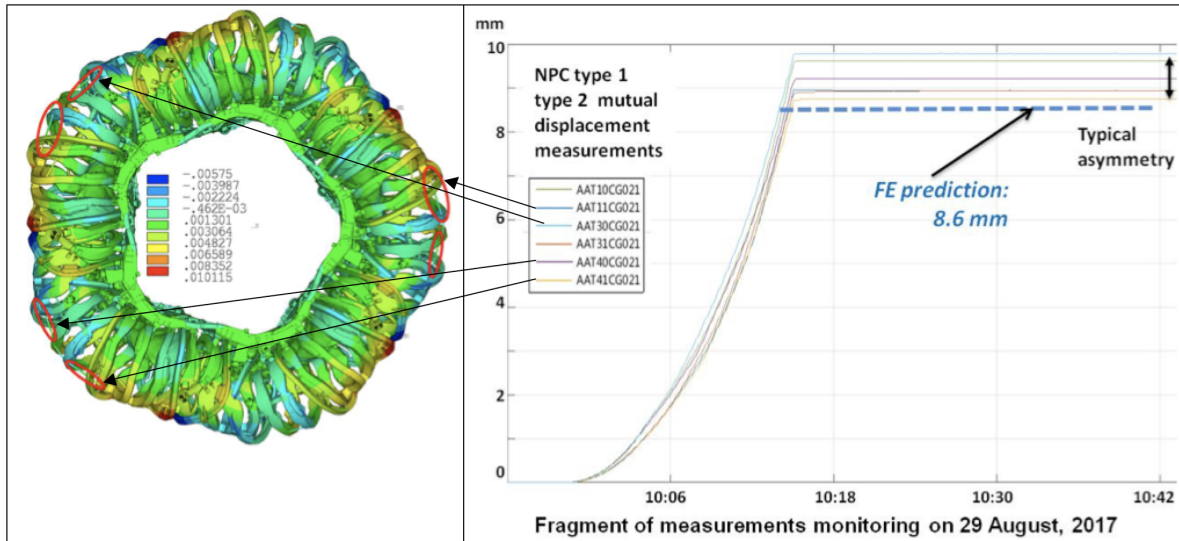 -.00575
-.003987
-.002224
-.462E-03
.001301
.003064
.004827
.006589
.008352
.010115
mm
10
8
6
4
2
0
NPC type 1
type 2 mutual
displacement
measurements
AAT10CG021
AAT11CG021
AAT30CG021
AAT31CG021
AAT40CG021
AAT41CG021
Typical
asymmetry
FE prediction:
8.6 mm
10:06
10:18
10:30
10:42
Fragment of measurements monitoring on 29 August, 2017